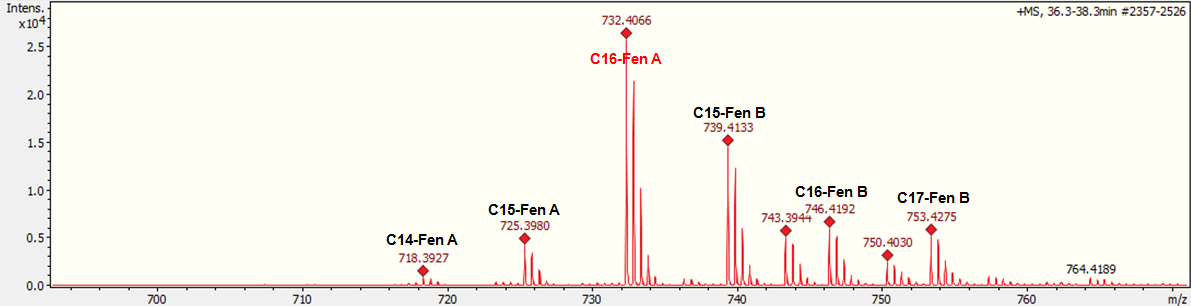 Intens.
x10⁴
+MS, 36.3-38.3min #2357-2526
732.4066
C16-Fen A
2.5
2.0
C15-Fen B
739.4133
1.5
1.0
C16-Fen B
746.4192
C17-Fen B
753.4275
C15-Fen A
725.3980
743.3944
0.5
C14-Fen A
718.3927
750.4030
764.4189
0.0
700
710
720
730
740
750
760
m/z